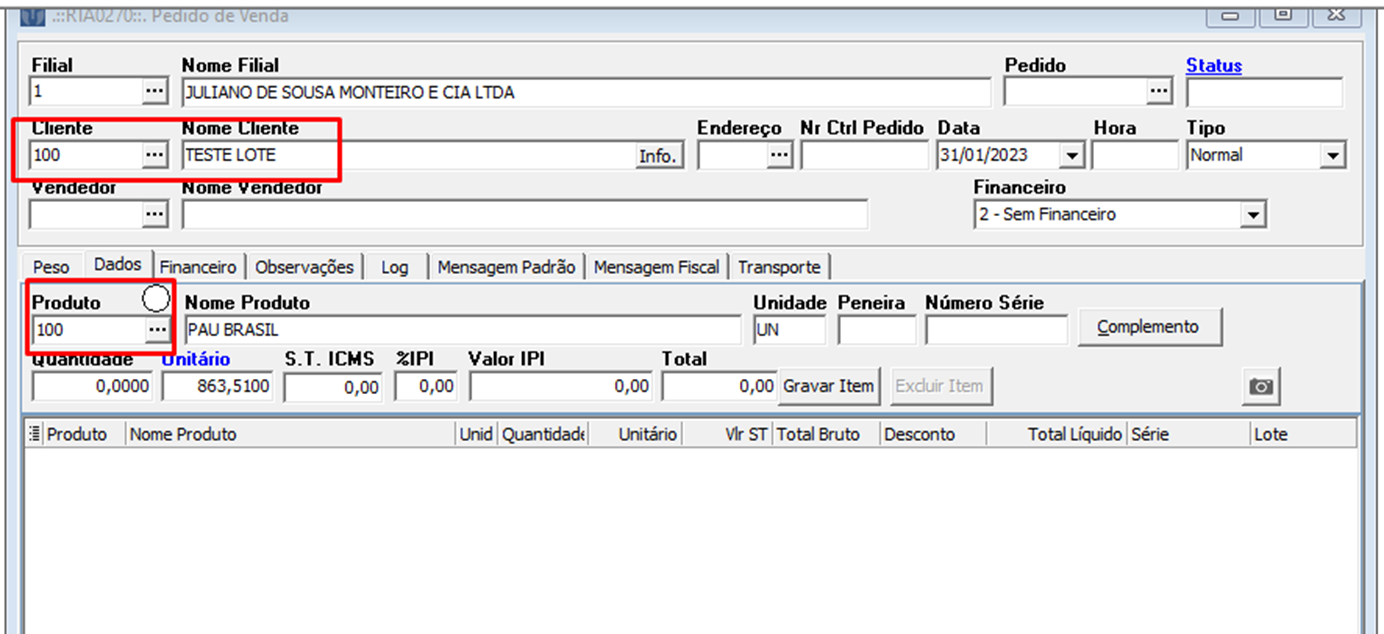 .::RIA0270::. Pedido de Venda
Filial Nome Filial Pedido Status
1 ... JULIANO DE SOUSA MONTEIRO E CIA LTDA ...
Cliente Nome Cliente Endereço Nr Ctrl Pedido Data Hora Tipo
100 ... TESTE LOTE Info. ... 31/01/2023 Normal
Vendedor Nome Vendedor Financeiro
... 2 - Sem Financeiro
Peso Dados Financeiro Observações Log Mensagem Padrão Mensagem Fiscal Transporte
Produto Nome Produto Unidade Peneira Número Série
100 ... PAU BRASIL UN Complemento
Quantidade Unitário S.T. ICMS %IPI Valor IPI Total
0,0000 863,5100 0,00 0,00 0,00 0,00 Gravar Item Excluir Item
Produto Nome Produto Unid Quantidade Unitário Vlr ST Total Bruto Desconto Total Líquido Série Lote